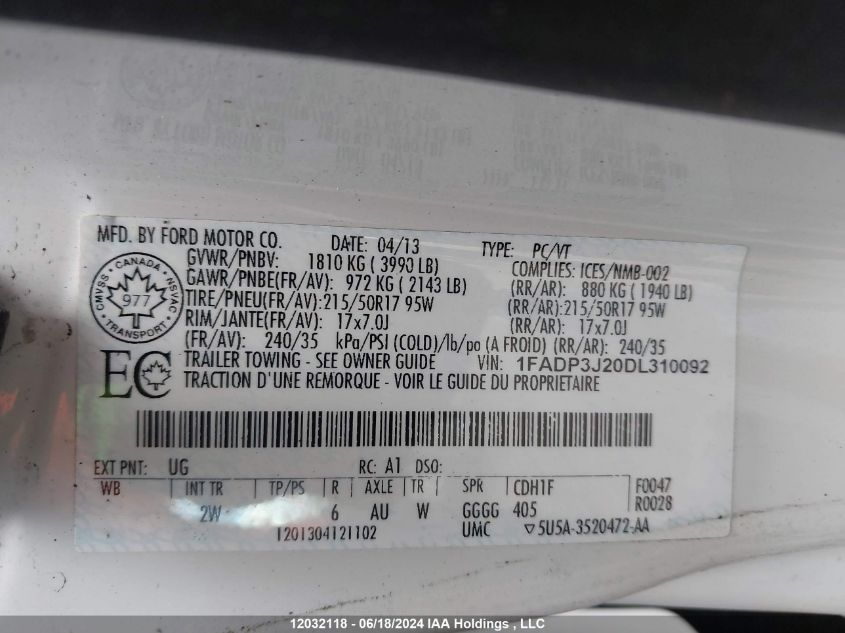 MFD. BY FORD MOTOR CO. DATE: 04/13 TYPE: PC/VT
GVWR/PNBV: 1810 KG ( 3990 LB) COMPLIES: ICES/NMB-002
GAWR/PNBE(FR/AV): 972 KG ( 2143 LB) (RR/AR): 880 KG ( 1940 LB)
TIRE/PNEU(FR/AV): 215/50R17 95W (RR/AR): 215/50R17 95W
RIM/JANTE(FR/AV): 17x7.0J (RR/AR): 17x7.0J
(FR/AV): 240/35 kPa/PSI (COLD)/lb/po (A FROID) (RR/AR): 240/35
TRAILER TOWING - SEE OWNER GUIDE VIN: 1FADP3J20DL310092
TRACTION D'UNE REMORQUE - VOIR LE GUIDE DU PROPRIETAIRE
CMVSS - CANADA - NSVAC
977
TRANSPORT
EC
EXT PNT: UG RC: A1 DSO:
WB INT TR TP/PS R AXLE TR SPR CDH1F F0047
2W 6 AU W GGGG 405 R0028
1201304121102 UMC ▽5U5A-3520472-AA
12032118 - 06/18/2024 IAA Holdings , LLC